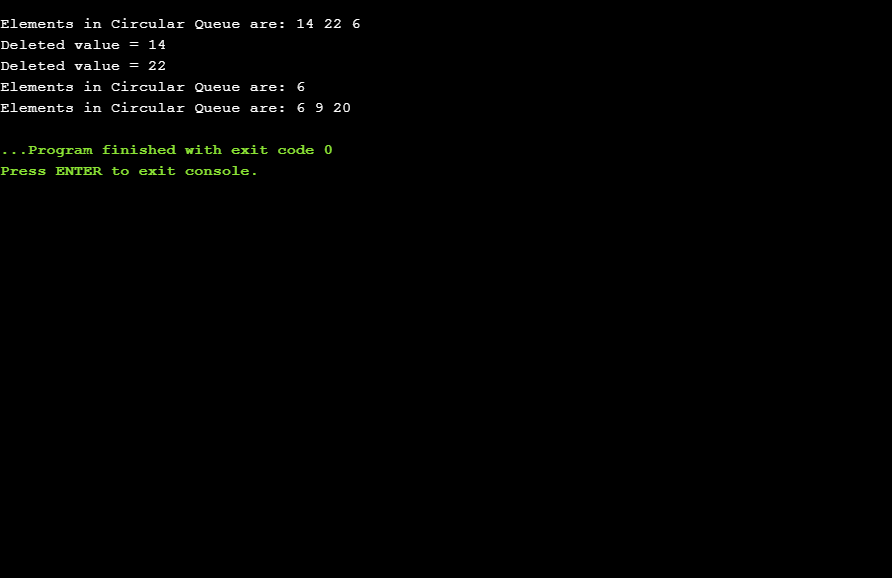 Elements in Circular Queue are: 14 22 6
Deleted value = 14
Deleted value = 22
Elements in Circular Queue are: 6
Elements in Circular Queue are: 6 9 20
...Program finished with exit code 0
Press ENTER to exit console.